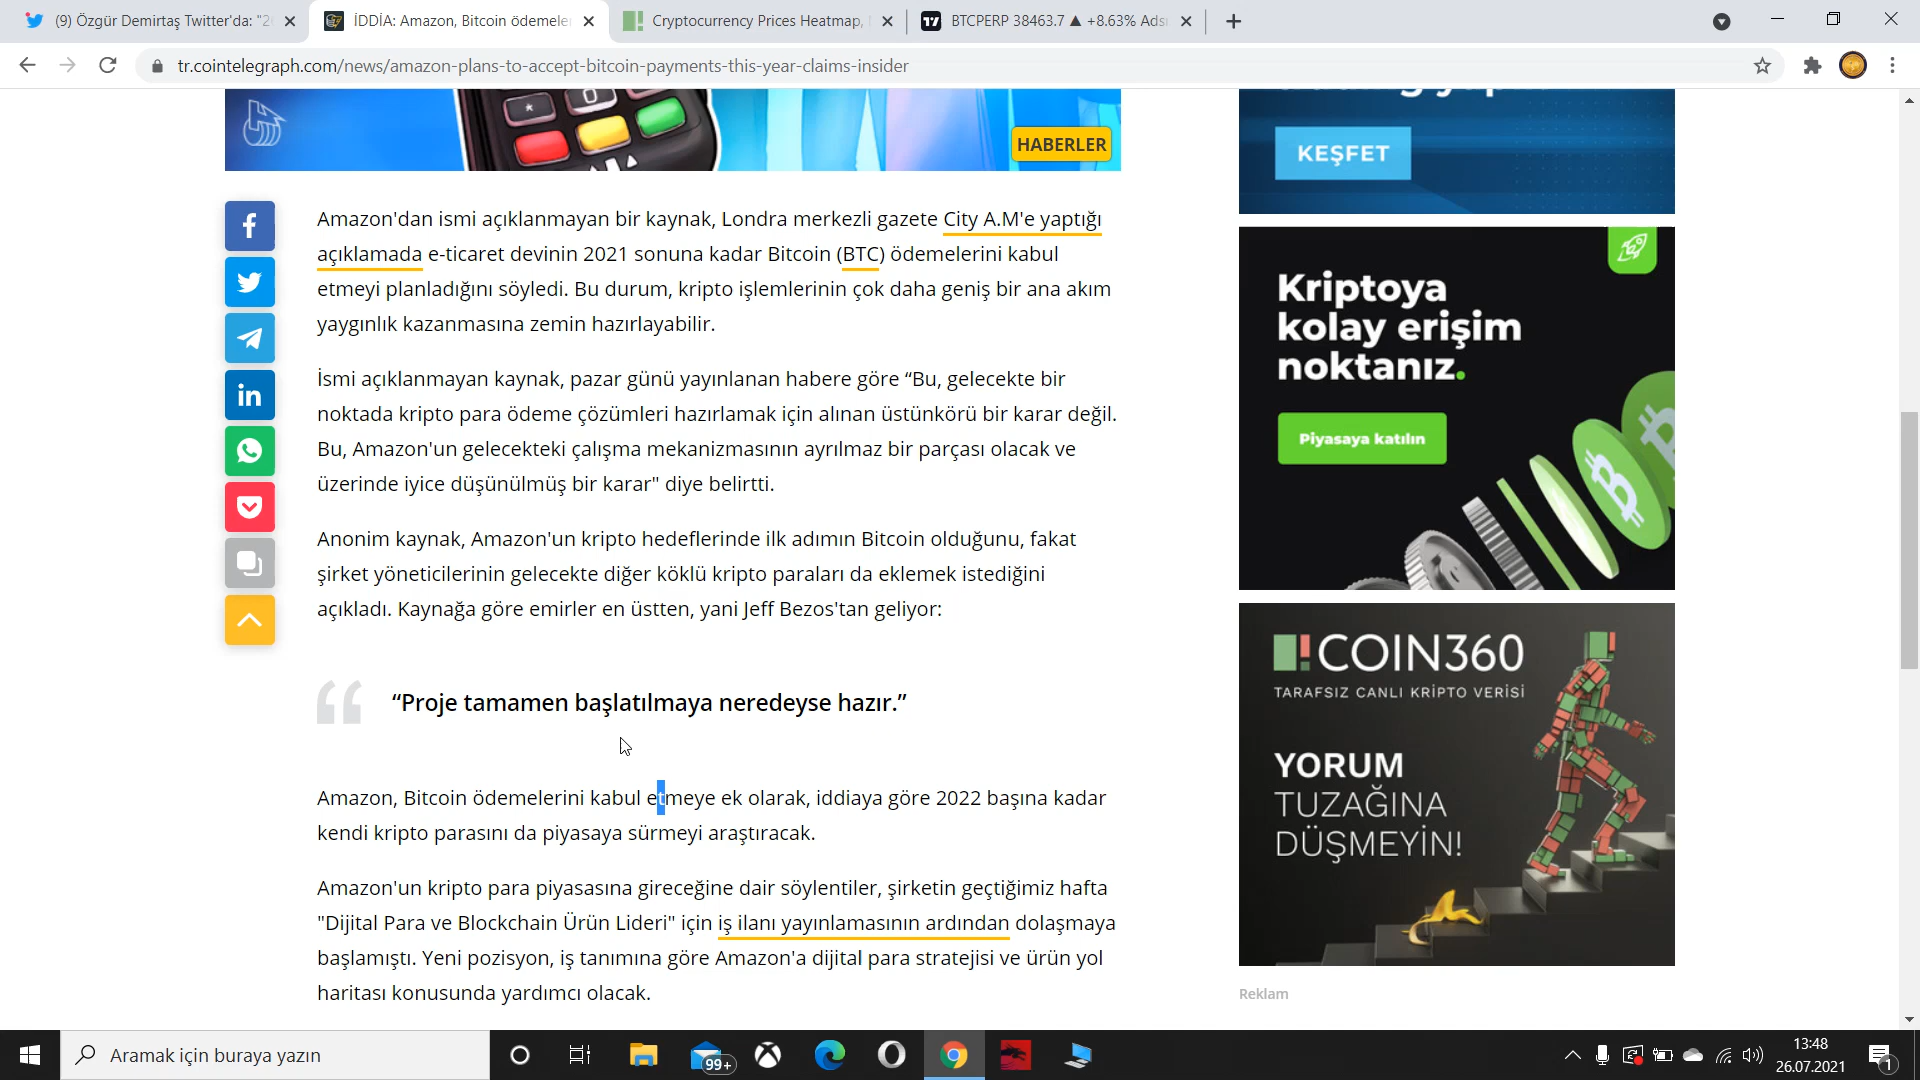 (9) Özgür Demirtaş Twitter'da: "2
İDDİA: Amazon, Bitcoin ödemele
Cryptocurrency Prices Heatmap,
BTCPERP 38463.7 ▲ +8.63% Ads
tr.cointelegraph.com/news/amazon-plans-to-accept-bitcoin-payments-this-year-claims-insider
HABERLER
Amazon'dan ismi açıklanmayan bir kaynak, Londra merkezli gazete City A.M'e yaptığı
açıklamada e-ticaret devinin 2021 sonuna kadar Bitcoin (BTC) ödemelerini kabul
etmeyi planladığını söyledi. Bu durum, kripto işlemlerinin çok daha geniş bir ana akım
yaygınlık kazanmasına zemin hazırlayabilir.
İsmi açıklanmayan kaynak, pazar günü yayınlanan habere göre “Bu, gelecekte bir
noktada kripto para ödeme çözümleri hazırlamak için alınan üstünkörü bir karar değil.
Bu, Amazon'un gelecekteki çalışma mekanizmasının ayrılmaz bir parçası olacak ve
üzerinde iyice düşünülmüş bir karar" diye belirtti.
Anonim kaynak, Amazon'un kripto hedeflerinde ilk adımın Bitcoin olduğunu, fakat
şirket yöneticilerinin gelecekte diğer köklü kripto paraları da eklemek istediğini
açıkladı. Kaynağa göre emirler en üstten, yani Jeff Bezos'tan geliyor:
“Proje tamamen başlatılmaya neredeyse hazır.”
Amazon, Bitcoin ödemelerini kabul etmeye ek olarak, iddiaya göre 2022 başına kadar
kendi kripto parasını da piyasaya sürmeyi araştıracak.
Amazon'un kripto para piyasasına gireceğine dair söylentiler, şirketin geçtiğimiz hafta
"Dijital Para ve Blockchain Ürün Lideri" için iş ilanı yayınlamasının ardından dolaşmaya
başlamıştı. Yeni pozisyon, iş tanımına göre Amazon'a dijital para stratejisi ve ürün yol
haritası konusunda yardımcı olacak.
KEŞFET
Kriptoya
kolay erişim
noktanız.
Piyasaya katılın
COIN360
TARAFSIZ CANLI KRİPTO VERİSİ
YORUM
TUZAĞINA
DÜŞMEYİN!
Reklam
Aramak için buraya yazın
99+
13:48
26.07.2021
1